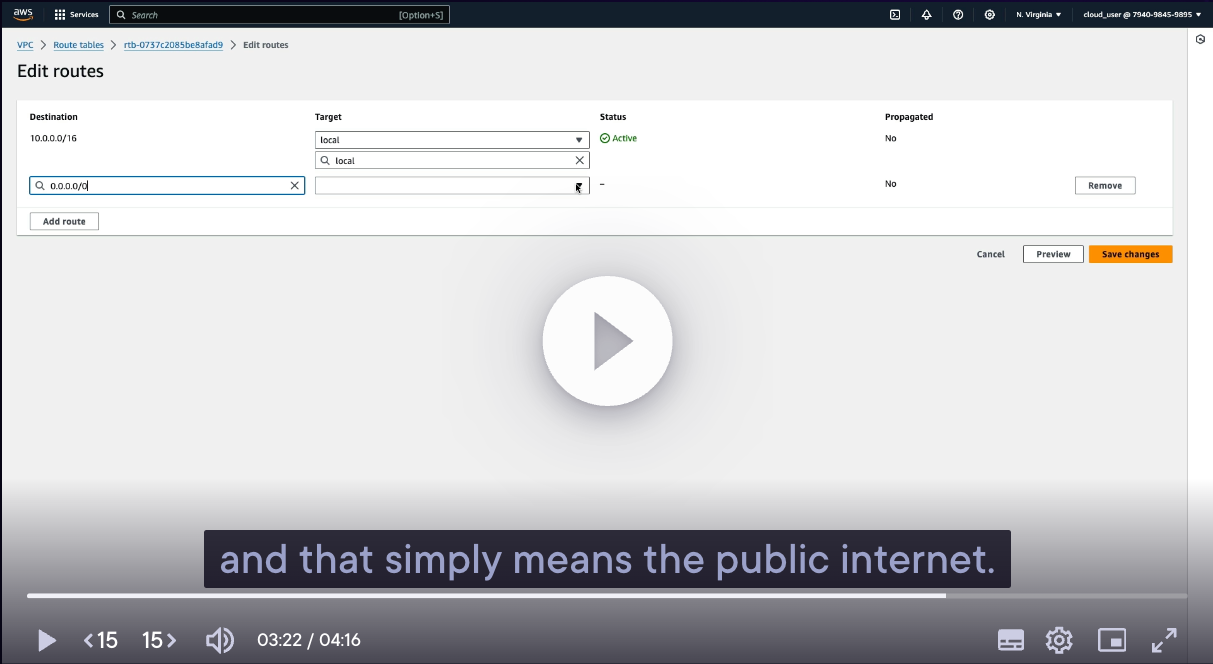 aws
Services
Search
[Option+S]
N. Virginia
cloud_user @ 7940-9845-9895
VPC
Route tables
rtb-0737c2085be8afad9
Edit routes
Edit routes
Destination
Target
Status
Propagated
10.0.0.0/16
local
Active
No
local
0.0.0.0/0
–
No
Remove
Add route
Cancel
Preview
Save changes
and that simply means the public internet.
<15
15>
03:22 / 04:16